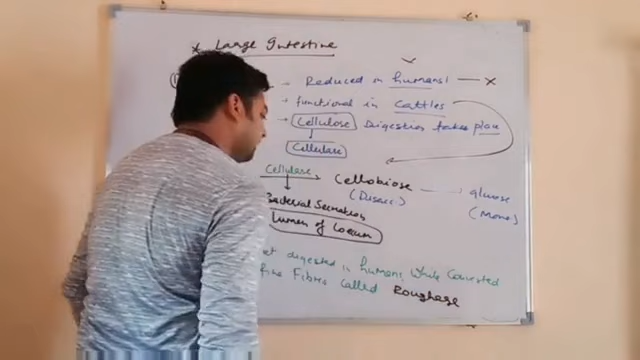 * Large Intestine
- Reduced in humans! — x
- functional in Cattles
- Cellulose Digestion takes place
Cellulase
Cellulase Cellobiose glucose
(Disacc.) (Mono)
Bacterial Secretion
Lumen of Coecum
digested in humans while Converted
Fibres called Roughage